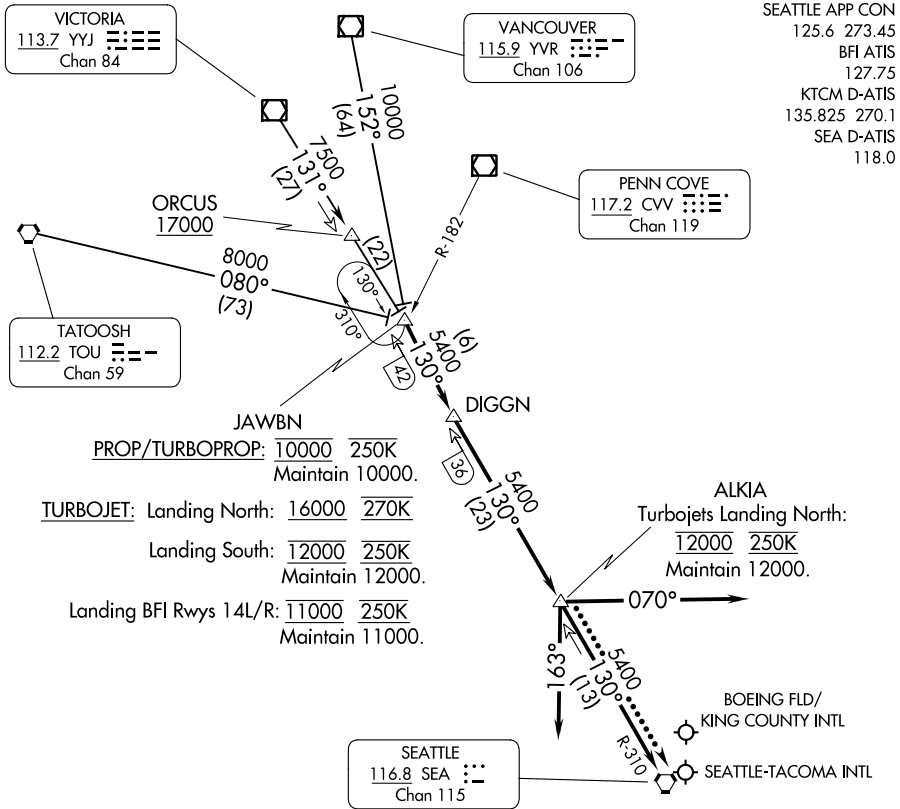 VICTORIA
113.7 YYJ
Chan 84
VANCOUVER
115.9 YVR
Chan 106
SEATTLE APP CON
125.6 273.45
BFI ATIS
127.75
KTCM D-ATIS
135.825 270.1
SEA D-ATIS
118.0
10000
152°
(64)
7500
131°
(27)
PENN COVE
117.2 CVV
Chan 119
R-182
ORCUS
17000
(22)
8000
080°
(73)
130°
310°
TATOOSH
112.2 TOU
Chan 59
(6)
5400
130°
42
DIGGN
36
JAWBN
PROP/TURBOPROP: 10000 250K
Maintain 10000.
TURBOJET: Landing North: 16000 270K
Landing South: 12000 250K
Maintain 12000.
Landing BFI Rwys 14L/R: 11000 250K
Maintain 11000.
5400
130°
(23)
ALKIA
Turbojets Landing North:
12000 250K
Maintain 12000.
070°
163°
5400
130°
(13)
R-310
BOEING FLD/
KING COUNTY INTL
SEATTLE-TACOMA INTL
SEATTLE
116.8 SEA
Chan 115